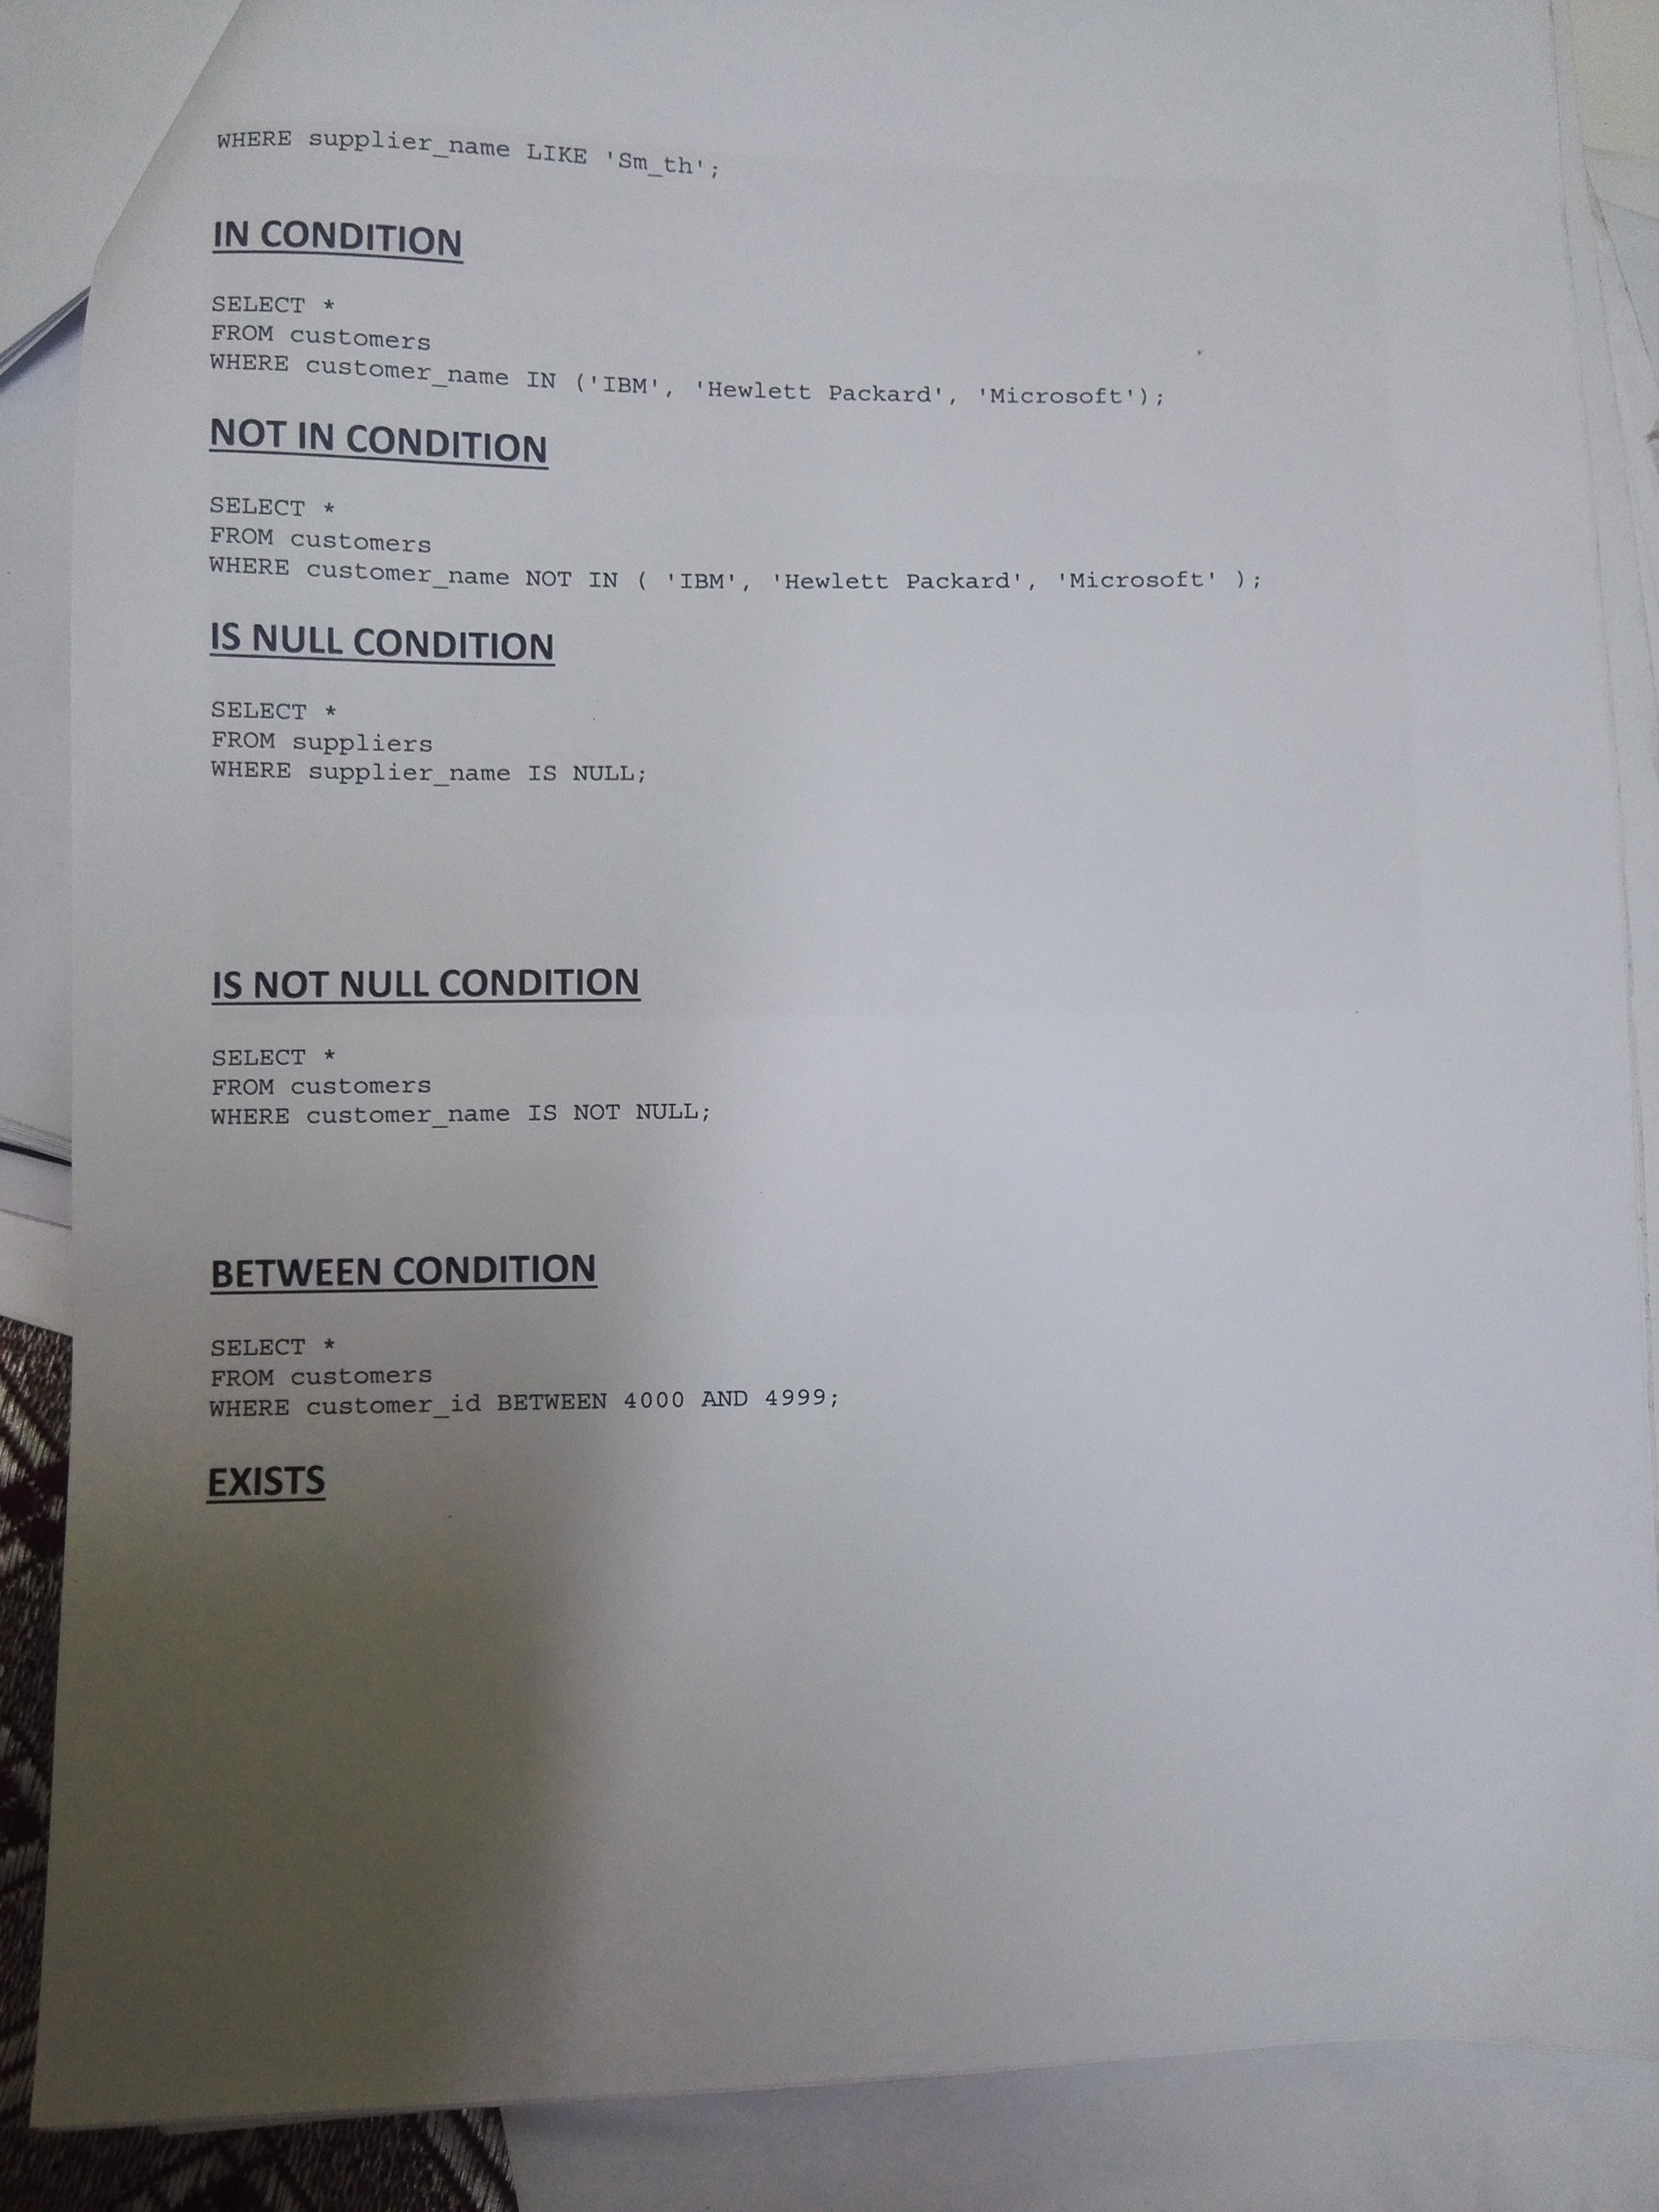 WHERE supplier_name LIKE 'Sm_th';
IN CONDITION
SELECT *
FROM customers
WHERE customer_name IN ('IBM', 'Hewlett Packard', 'Microsoft');
NOT IN CONDITION
SELECT *
FROM customers
WHERE customer_name NOT IN ( 'IBM', 'Hewlett Packard', 'Microsoft' );
IS NULL CONDITION
SELECT *
FROM suppliers
WHERE supplier_name IS NULL;
IS NOT NULL CONDITION
SELECT *
FROM customers
WHERE customer_name IS NOT NULL;
BETWEEN CONDITION
SELECT *
FROM customers
WHERE customer_id BETWEEN 4000 AND 4999;
EXISTS